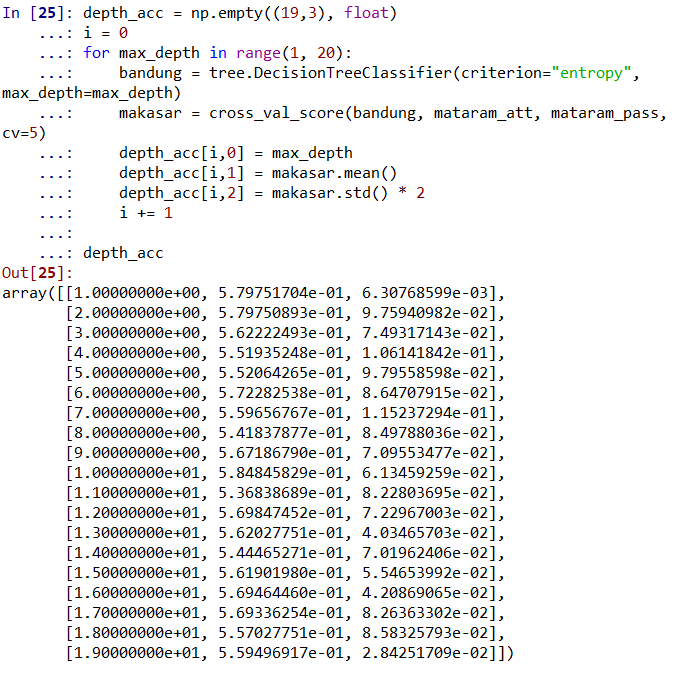 In [25]: depth_acc = np.empty((19,3), float)
    ...: i = 0
    ...: for max_depth in range(1, 20):
    ...:     bandung = tree.DecisionTreeClassifier(criterion="entropy",
max_depth=max_depth)
    ...:     makasar = cross_val_score(bandung, mataram_att, mataram_pass,
cv=5)
    ...:     depth_acc[i,0] = max_depth
    ...:     depth_acc[i,1] = makasar.mean()
    ...:     depth_acc[i,2] = makasar.std() * 2
    ...:     i += 1
    ...:
    ...: depth_acc
Out[25]:
array([[1.00000000e+00, 5.79751704e-01, 6.30768599e-03],
       [2.00000000e+00, 5.79750893e-01, 9.75940982e-02],
       [3.00000000e+00, 5.62222493e-01, 7.49317143e-02],
       [4.00000000e+00, 5.51935248e-01, 1.06141842e-01],
       [5.00000000e+00, 5.52064265e-01, 9.79558598e-02],
       [6.00000000e+00, 5.72282538e-01, 8.64707915e-02],
       [7.00000000e+00, 5.59656767e-01, 1.15237294e-01],
       [8.00000000e+00, 5.41837877e-01, 8.49788036e-02],
       [9.00000000e+00, 5.67186790e-01, 7.09553477e-02],
       [1.00000000e+01, 5.84845829e-01, 6.13459259e-02],
       [1.10000000e+01, 5.36838689e-01, 8.22803695e-02],
       [1.20000000e+01, 5.69847452e-01, 7.22967003e-02],
       [1.30000000e+01, 5.62027751e-01, 4.03465703e-02],
       [1.40000000e+01, 5.44465271e-01, 7.01962406e-02],
       [1.50000000e+01, 5.61901980e-01, 5.54653992e-02],
       [1.60000000e+01, 5.69464460e-01, 4.20869065e-02],
       [1.70000000e+01, 5.69336254e-01, 8.26363302e-02],
       [1.80000000e+01, 5.57027751e-01, 8.58325793e-02],
       [1.90000000e+01, 5.59496917e-01, 2.84251709e-02]])